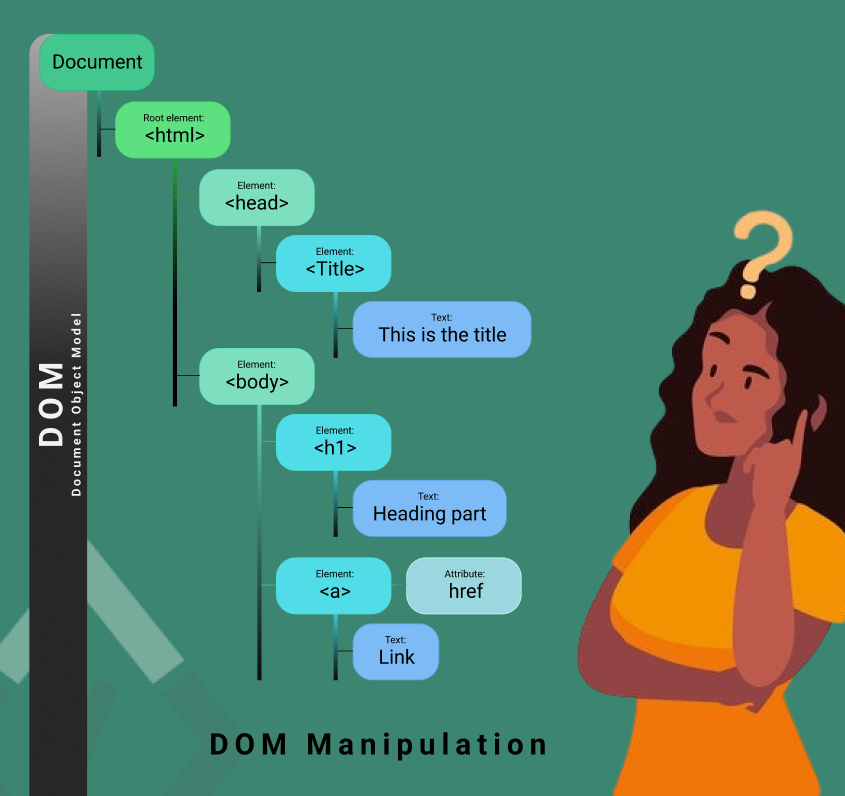 Document
Root element:
<html>
Element:
<head>
Element:
<Title>
Text:
This is the title
Element:
<body>
Element:
<h1>
Text:
Heading part
Element:
<a>
Attribute:
href
Text:
Link
DOM
Document Object Model
DOM Manipulation
?